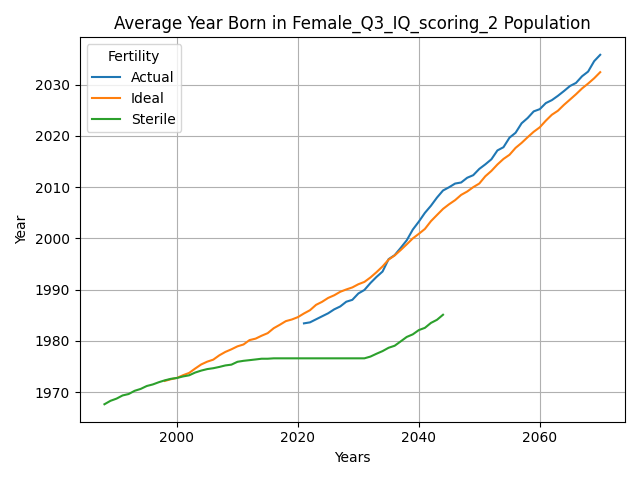 Average Year Born in Female_Q3_IQ_scoring_2 Population
Fertility
Actual
Ideal
Sterile
Year
2030
2020
2010
2000
1990
1980
1970
2000 2020 2040 2060
Years